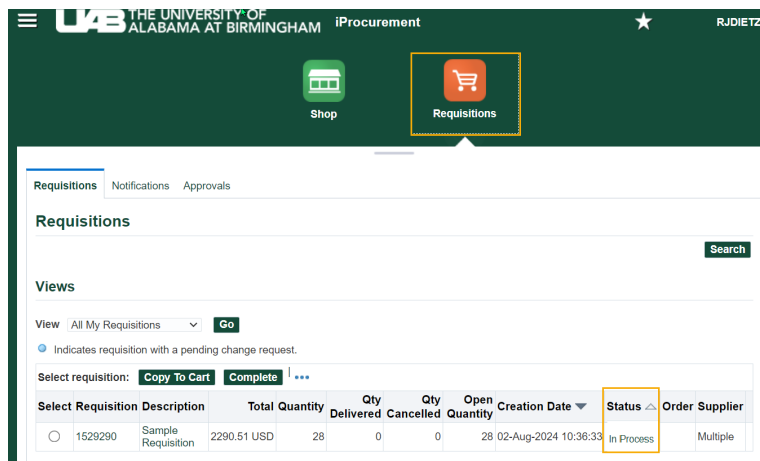 UAB THE UNIVERSITY OF
ALABAMA AT BIRMINGHAM
iProcurement
RJDIETZ
Shop
Requisitions
Requisitions Notifications Approvals
Requisitions
Search
Views
View All My Requisitions Go
Indicates requisition with a pending change request.
Select requisition: Copy To Cart Complete ...
Select Requisition Description Total Quantity Qty Delivered Qty Cancelled Open Quantity Creation Date Status Order Supplier
1529290 Sample Requisition 2290.51 USD 28 0 0 28 02-Aug-2024 10:36:33 In Process Multiple